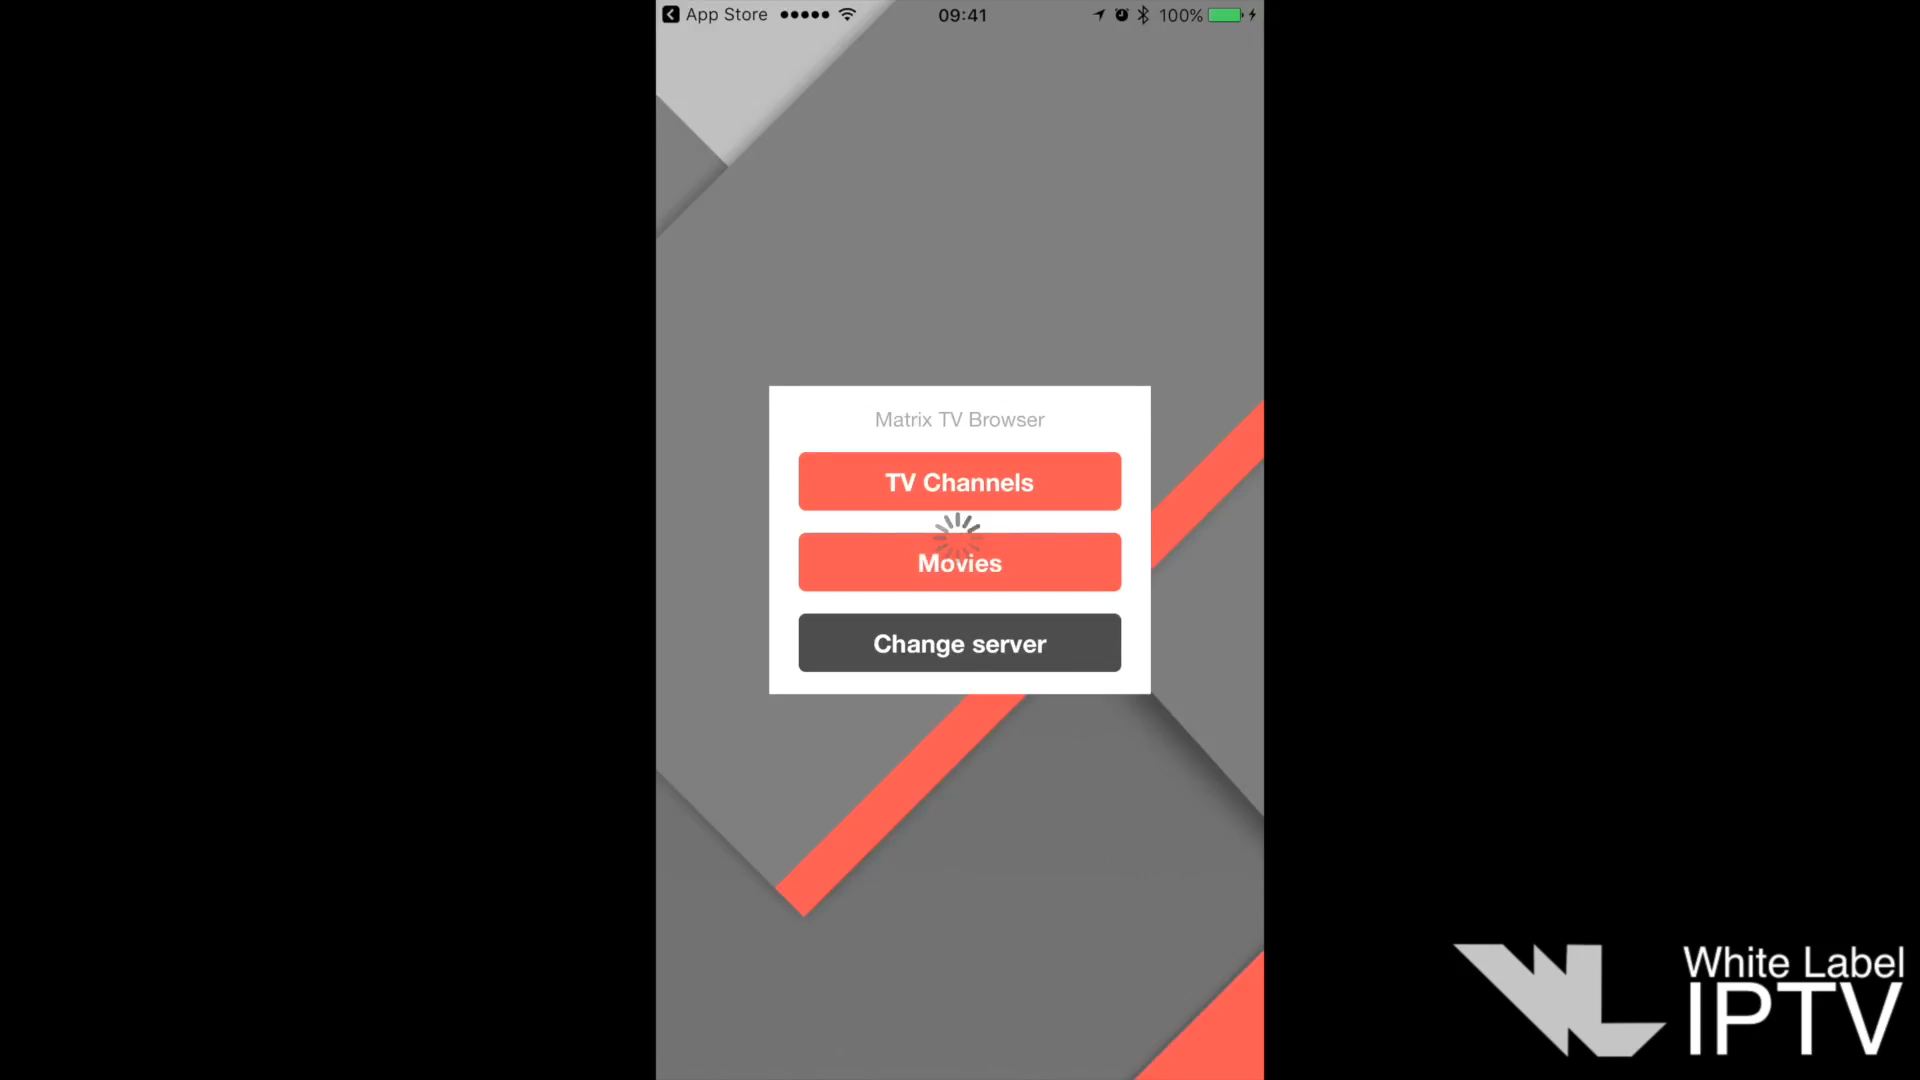 App Store 09:41 100%
Matrix TV Browser
TV Channels
Movies
Change server
White Label
IPTV